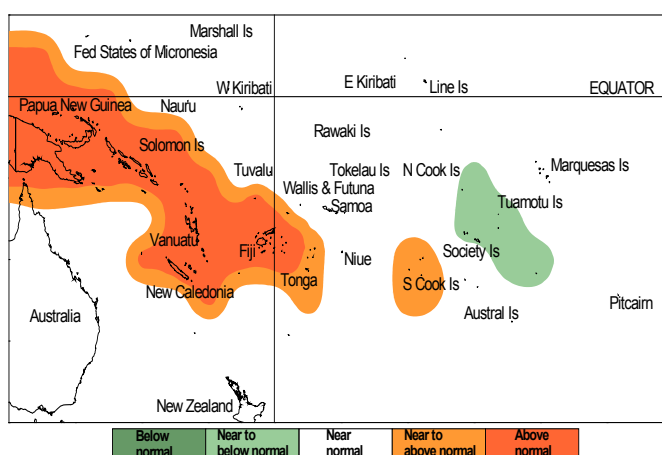 Marshall Is
Fed States of Micronesia
W Kiribati
E Kiribati
Line Is
EQUATOR
Papua New Guinea
Nauru
Rawaki Is
Solomon Is
Tuvalu
Tokelau Is
N Cook Is
Marquesas Is
Wallis & Futuna
Samoa
Tuamotu Is
Vanuatu
Fiji
Niue
Society Is
Tonga
S Cook Is
New Caledonia
Pitcairn
Australia
Austral Is
New Zealand
Below
normal
Near to
below normal
Near
normal
Near to
above normal
Above
normal